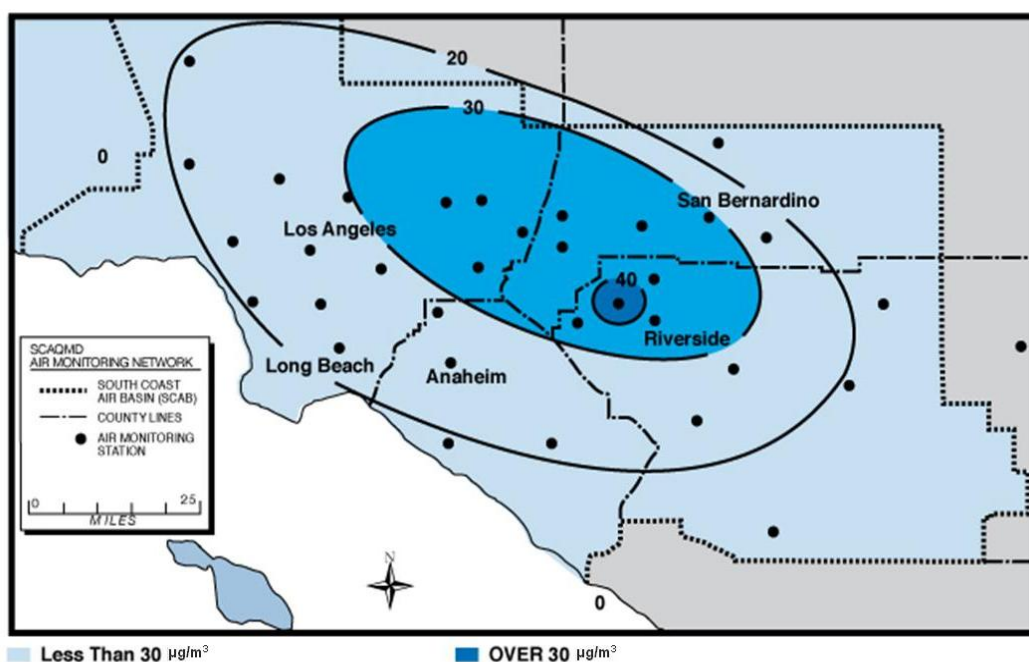 20
30
0
San Bernardino
Los Angeles
40
Riverside
Long Beach
Anaheim
SCAQMD
AIR MONITORING NETWORK
SOUTH COAST
AIR BASIN (SCAB)
COUNTY LINES
AIR MONITORING
STATION
0 25
MILES
N
0
Less Than 30 µg/m³
OVER 30 µg/m³